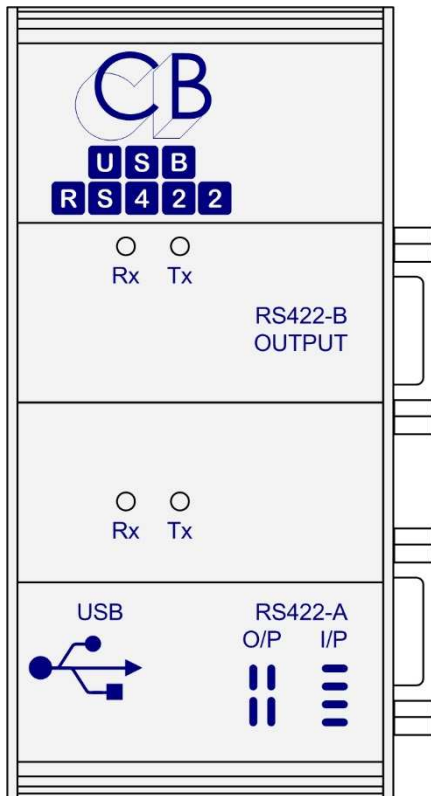 CB
USB
RS422
Rx Tx
RS422-B
OUTPUT
Rx Tx
USB RS422-A
O/P I/P